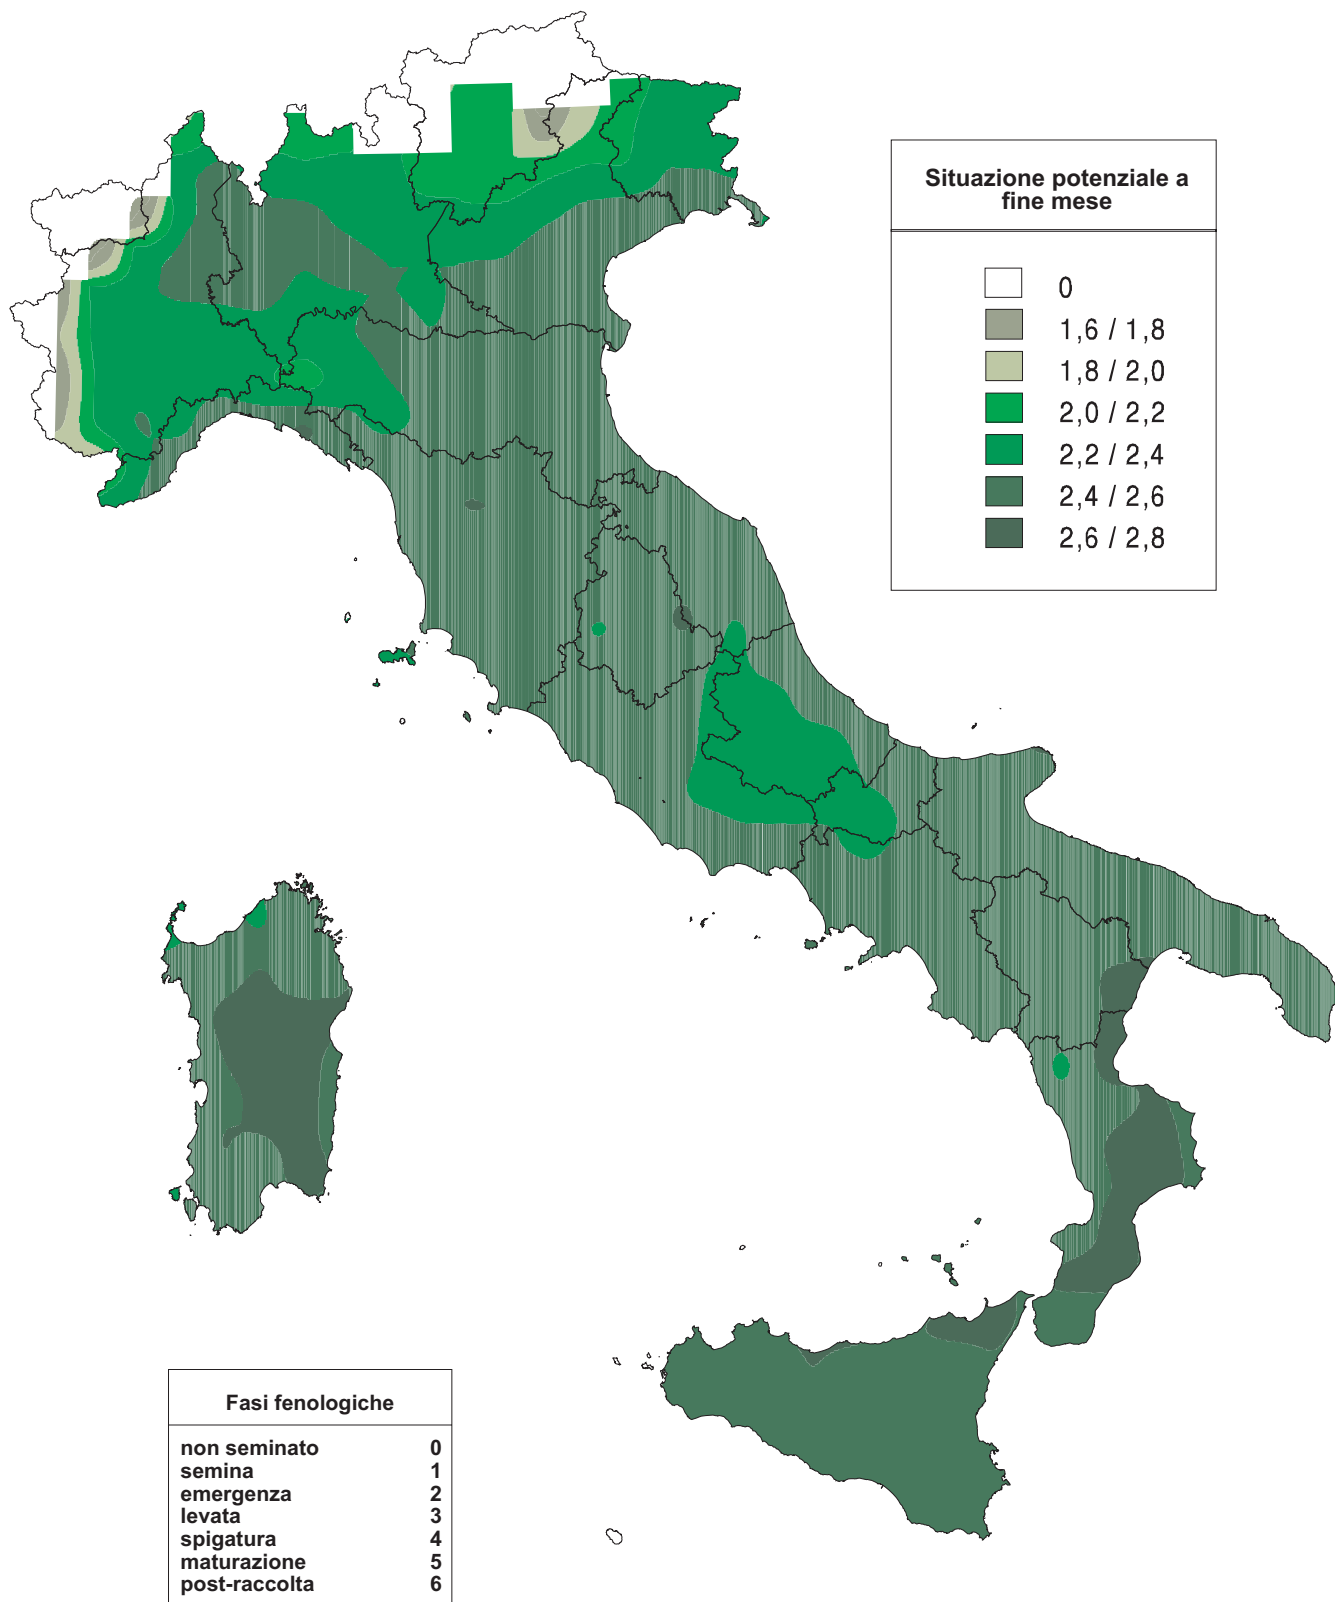 Situazione potenziale a
fine mese
0
1,6 / 1,8
1,8 / 2,0
2,0 / 2,2
2,2 / 2,4
2,4 / 2,6
2,6 / 2,8
Fasi fenologiche
non seminato 0
semina 1
emergenza 2
levata 3
spigatura 4
maturazione 5
post-raccolta 6